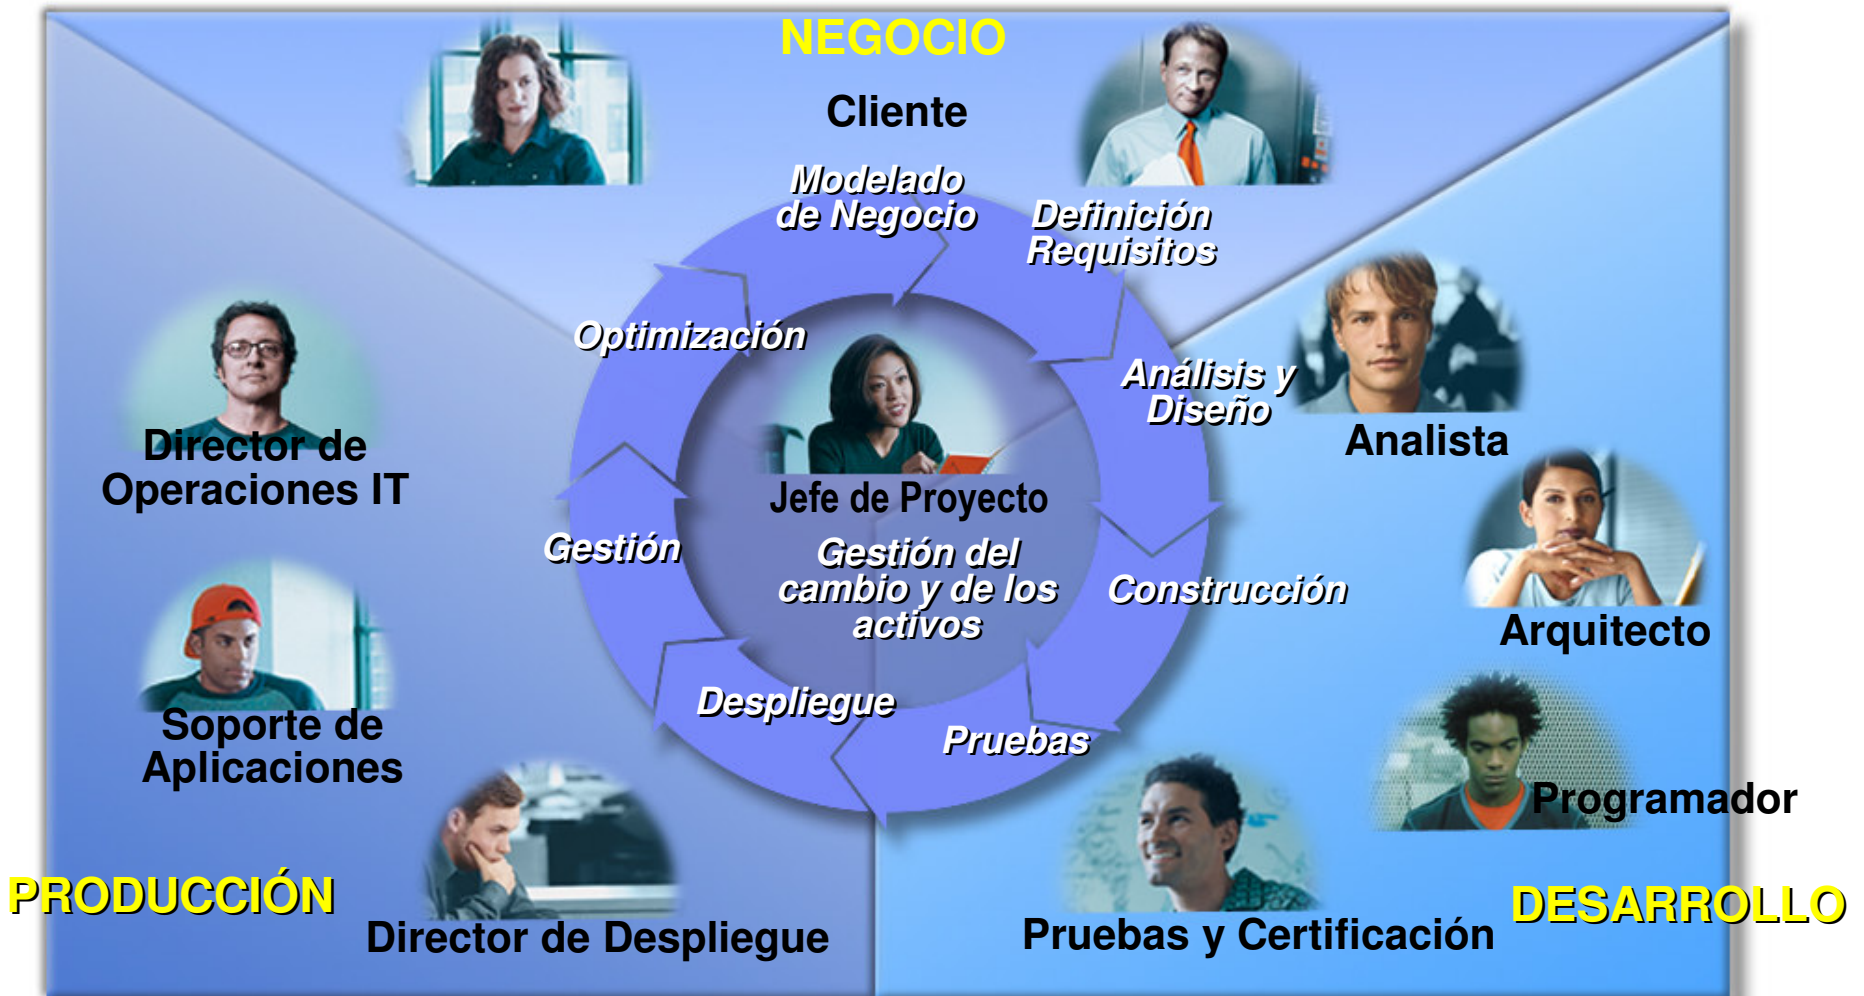 NEGOCIO
Cliente
Modelado
de Negocio
Definición
Requisitos
Optimización
Análisis y
Diseño
Analista
Director de
Operaciones IT
Jefe de Proyecto
Gestión
Gestión del
cambio y de los
activos
Construcción
Arquitecto
Despliegue
Pruebas
Soporte de
Aplicaciones
Programador
PRODUCCIÓN
DESARROLLO
Director de Despliegue
Pruebas y Certificación